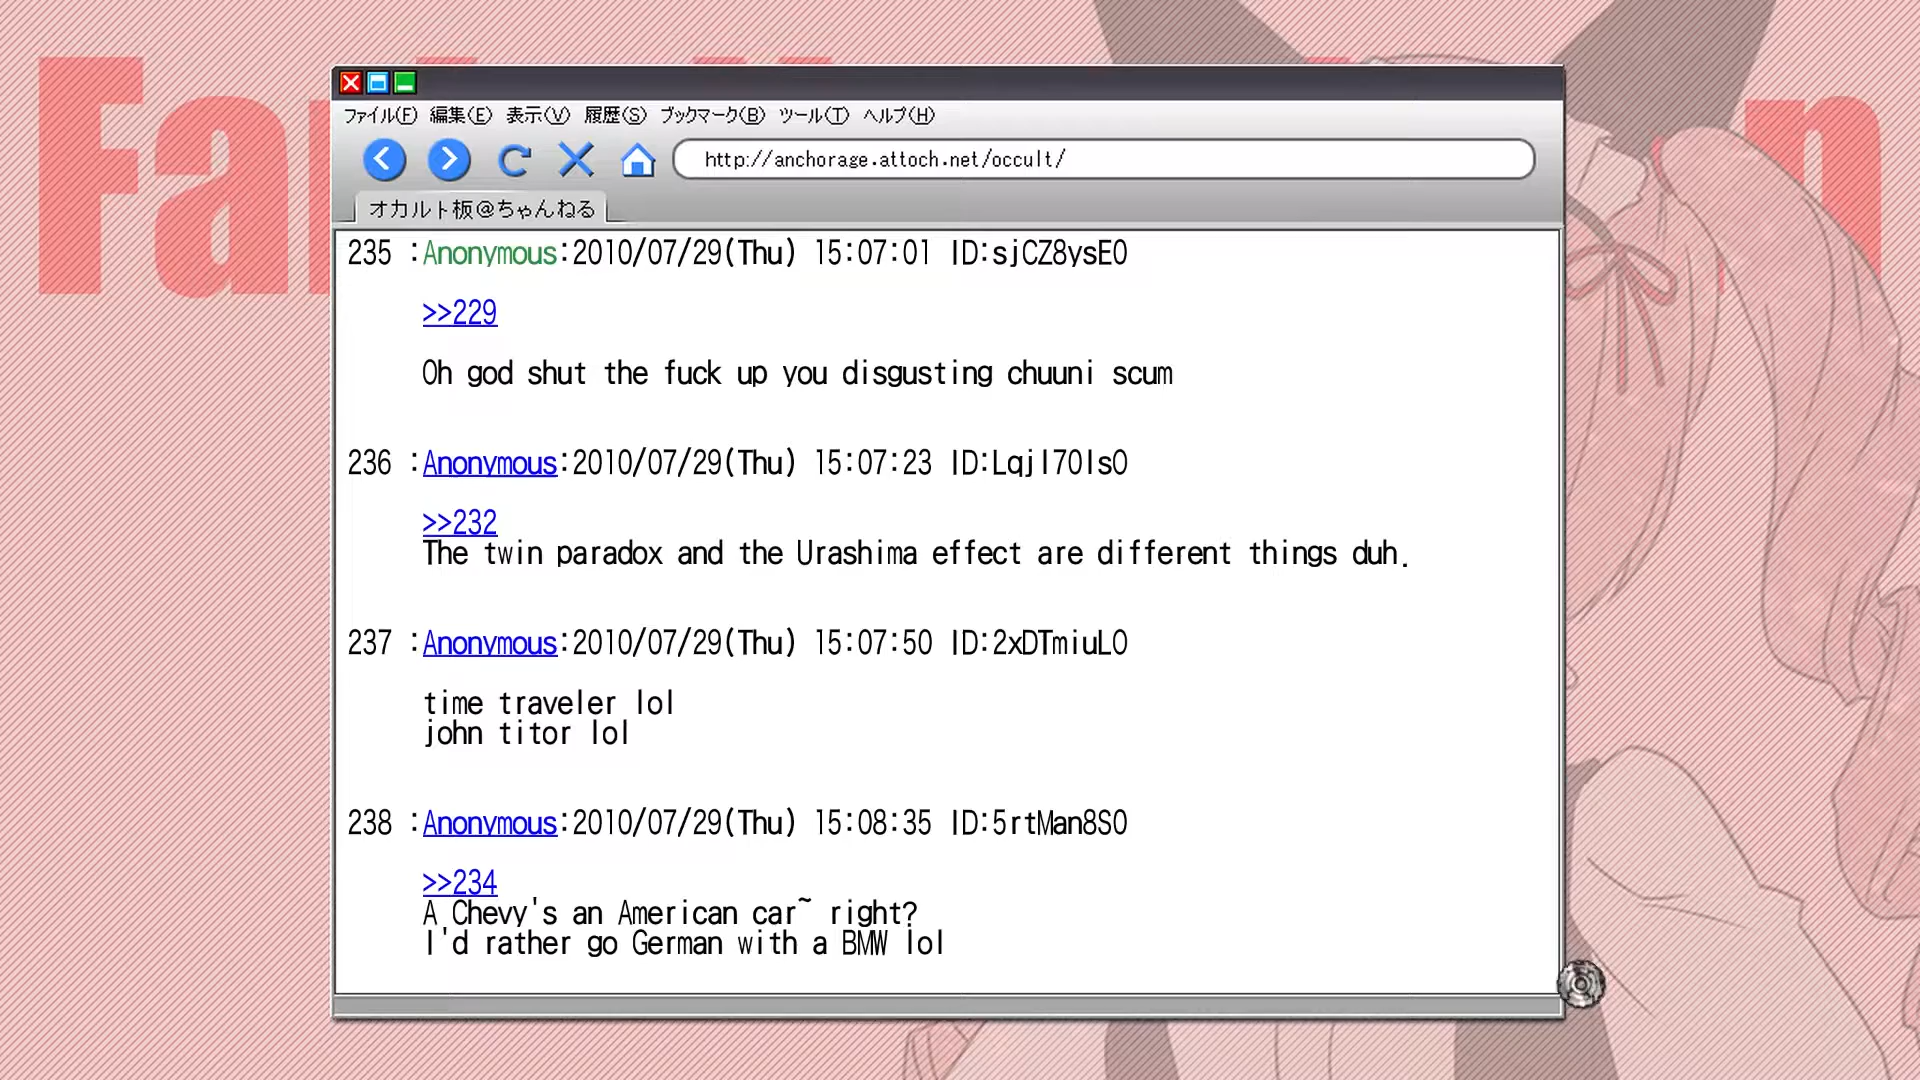 ファイル(F) 編集(E) 表示(V) 履歴(S) ブックマーク(B) ツール(T) ヘルプ(H)
http://anchorage.attoch.net/occult/
オカルト板@ちゃんねる
235 :Anonymous:2010/07/29(Thu) 15:07:01 ID:sjCZ8ysE0
>>229
Oh god shut the fuck up you disgusting chuuni scum
236 :Anonymous:2010/07/29(Thu) 15:07:23 ID:LqjI70Is0
>>232
The twin paradox and the Urashima effect are different things duh.
237 :Anonymous:2010/07/29(Thu) 15:07:50 ID:2xDTmiuL0
time traveler lol
john titor lol
238 :Anonymous:2010/07/29(Thu) 15:08:35 ID:5rtMan8S0
>>234
A Chevy's an American car~ right?
I'd rather go German with a BMW lol